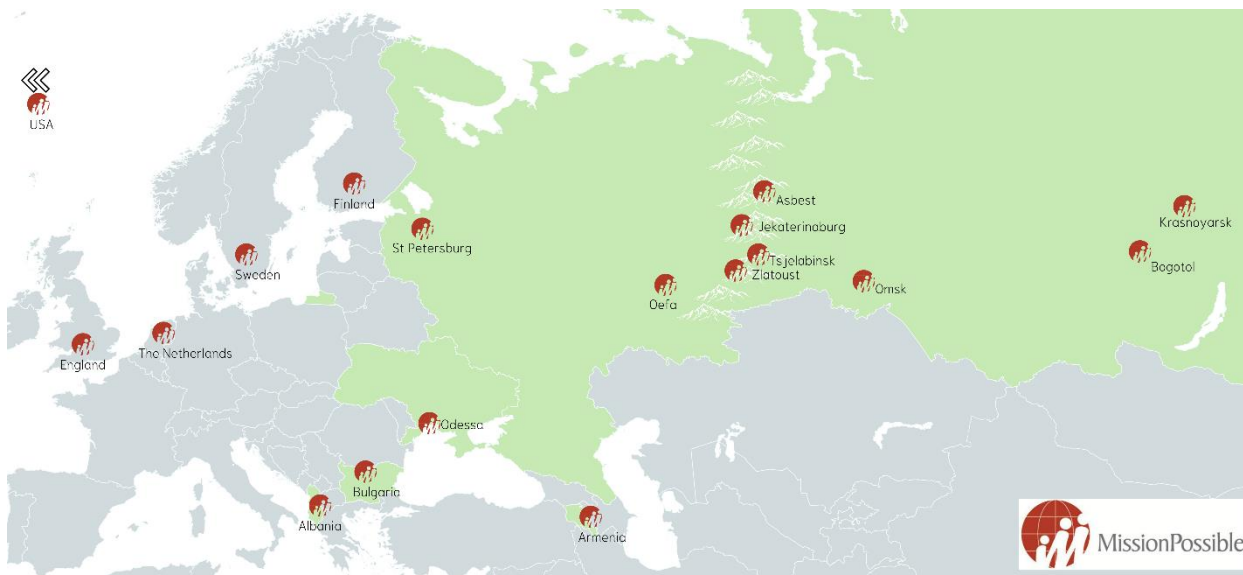 USA
Finland
Asbest
Krasnoyarsk
Jekaterinaburg
St Petersburg
Sweden
Tsjelabinsk
Bogotol
Zlatoust
Omsk
Oefa
The Netherlands
England
Odessa
Bulgaria
Albania
Armenia
MissionPossible